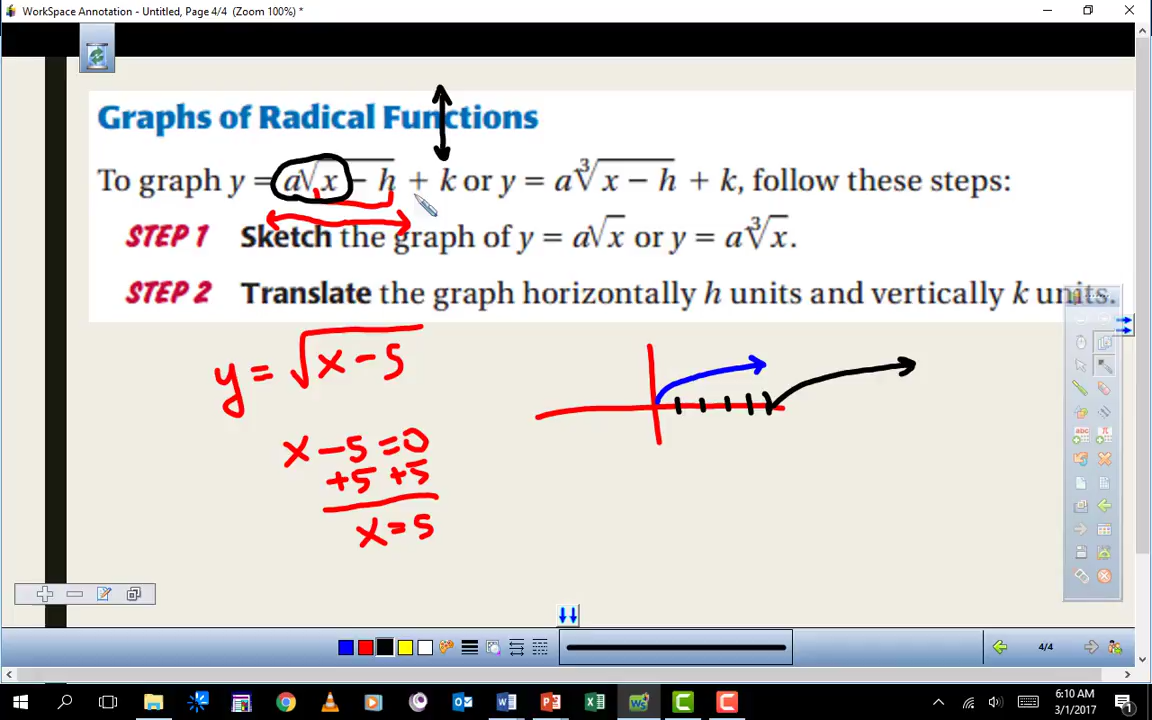 WorkSpace Annotation - Untitled, Page 4/4 (Zoom 100%) *
Graphs of Radical Functions
To graph y = a√(x − h) + k or y = a∛(x − h) + k, follow these steps:
STEP 1 Sketch the graph of y = a√x or y = a∛x.
STEP 2 Translate the graph horizontally h units and vertically k units.
y = √(x − 5)
x − 5 = 0
+5 +5
x = 5
abc
π
4/4
6:10 AM
3/1/2017
1